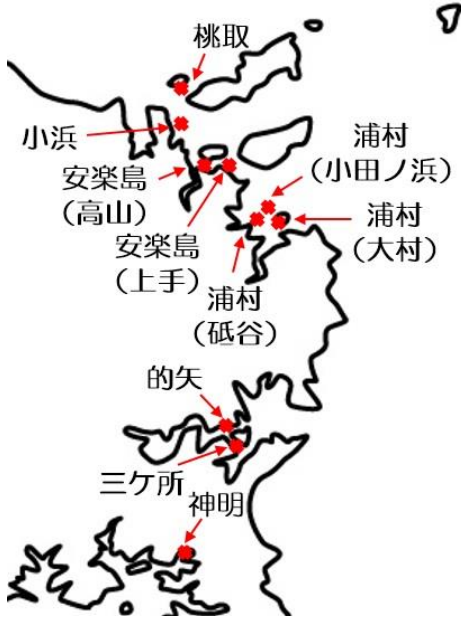 桃取
小浜
安楽島
(高山)
安楽島
(上手)
浦村
(小田ノ浜)
浦村
(大村)
浦村
(砥谷)
的矢
三ケ所
神明